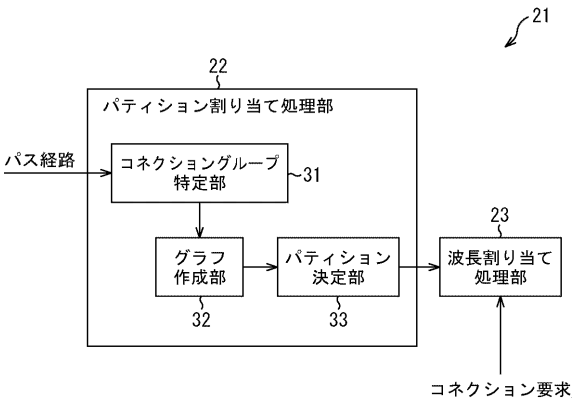 21
22
パティション割り当て処理部
パス経路
コネクショングループ
特定部
31
グラフ
作成部
32
パティション
決定部
33
23
波長割り当て
処理部
コネクション要求